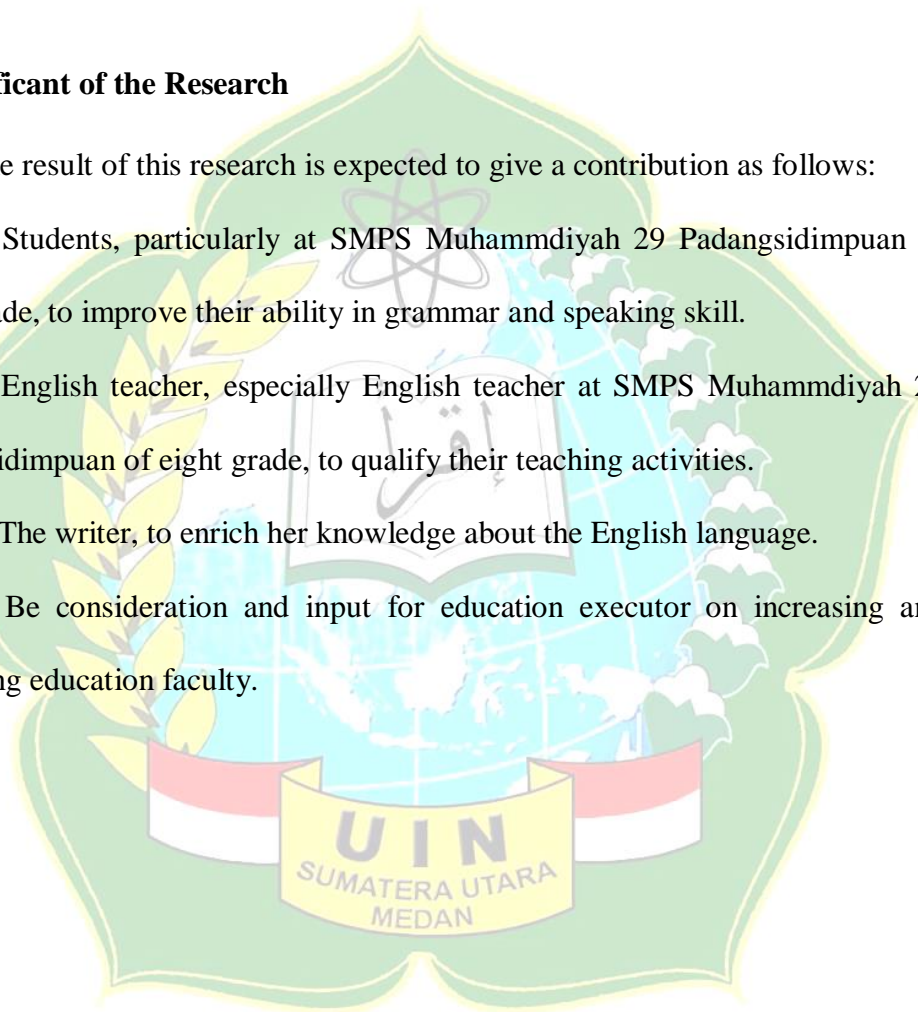 ficant of the Research
e result of this research is expected to give a contribution as follows:
Students, particularly at SMPS Muhammdiyah 29 Padangsidimpuan
de, to improve their ability in grammar and speaking skill.
English teacher, especially English teacher at SMPS Muhammdiyah 2
idimpuan of eight grade, to qualify their teaching activities.
The writer, to enrich her knowledge about the English language.
Be consideration and input for education executor on increasing an
ng education faculty.
إقرأ
UIN
SUMATERA UTARA
MEDAN